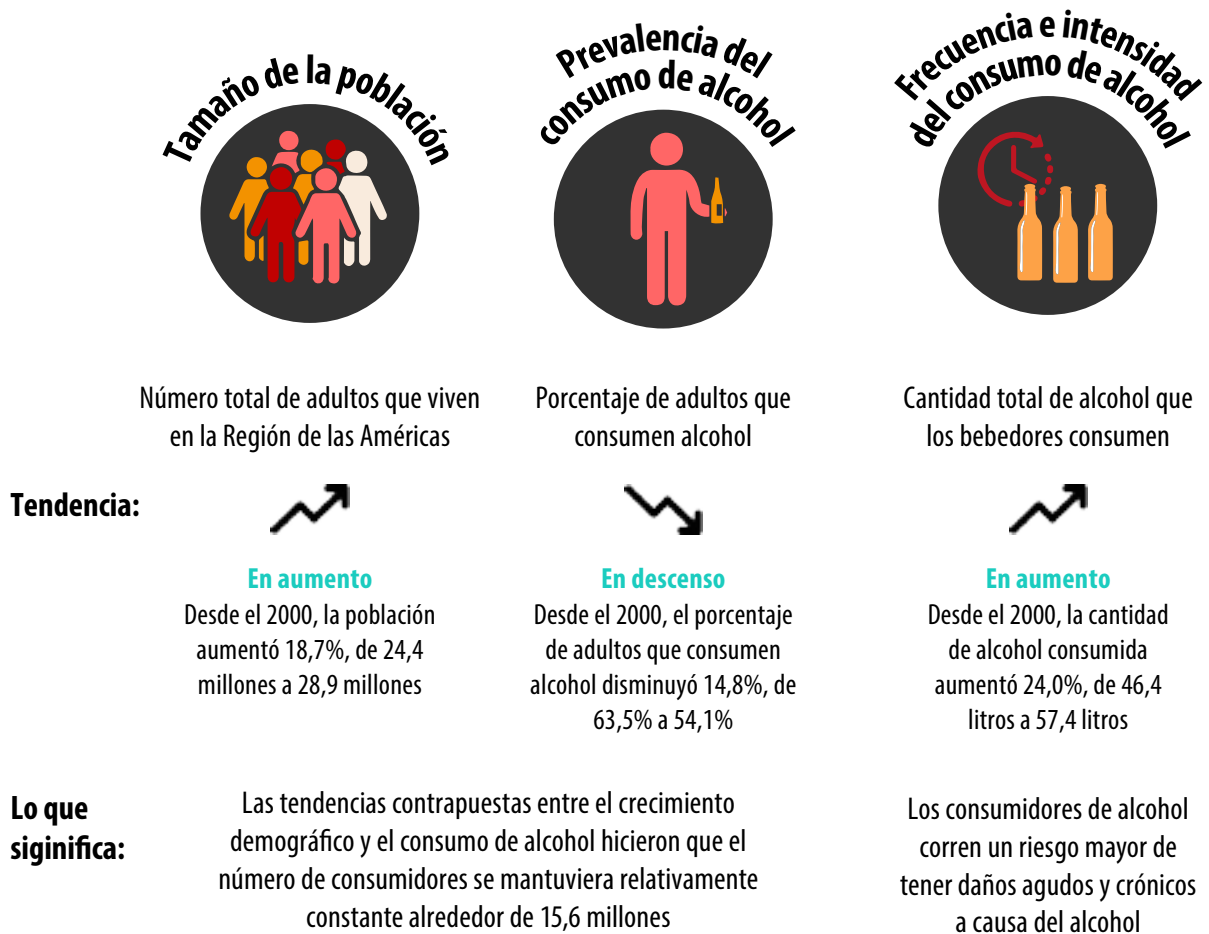 Tamaño de la población
Prevalencia del
consumo de alcohol
Frecuencia e intensidad
del consumo de alcohol
Número total de adultos que viven
en la Región de las Américas
Porcentaje de adultos que
consumen alcohol
Cantidad total de alcohol que
los bebedores consumen
Tendencia:
En aumento
Desde el 2000, la población
aumentó 18,7%, de 24,4
millones a 28,9 millones
En descenso
Desde el 2000, el porcentaje
de adultos que consumen
alcohol disminuyó 14,8%, de
63,5% a 54,1%
En aumento
Desde el 2000, la cantidad
de alcohol consumida
aumentó 24,0%, de 46,4
litros a 57,4 litros
Lo que
siginifica:
Las tendencias contrapuestas entre el crecimiento
demográfico y el consumo de alcohol hicieron que el
número de consumidores se mantuviera relativamente
constante alrededor de 15,6 millones
Los consumidores de alcohol
corren un riesgo mayor de
tener daños agudos y crónicos
a causa del alcohol